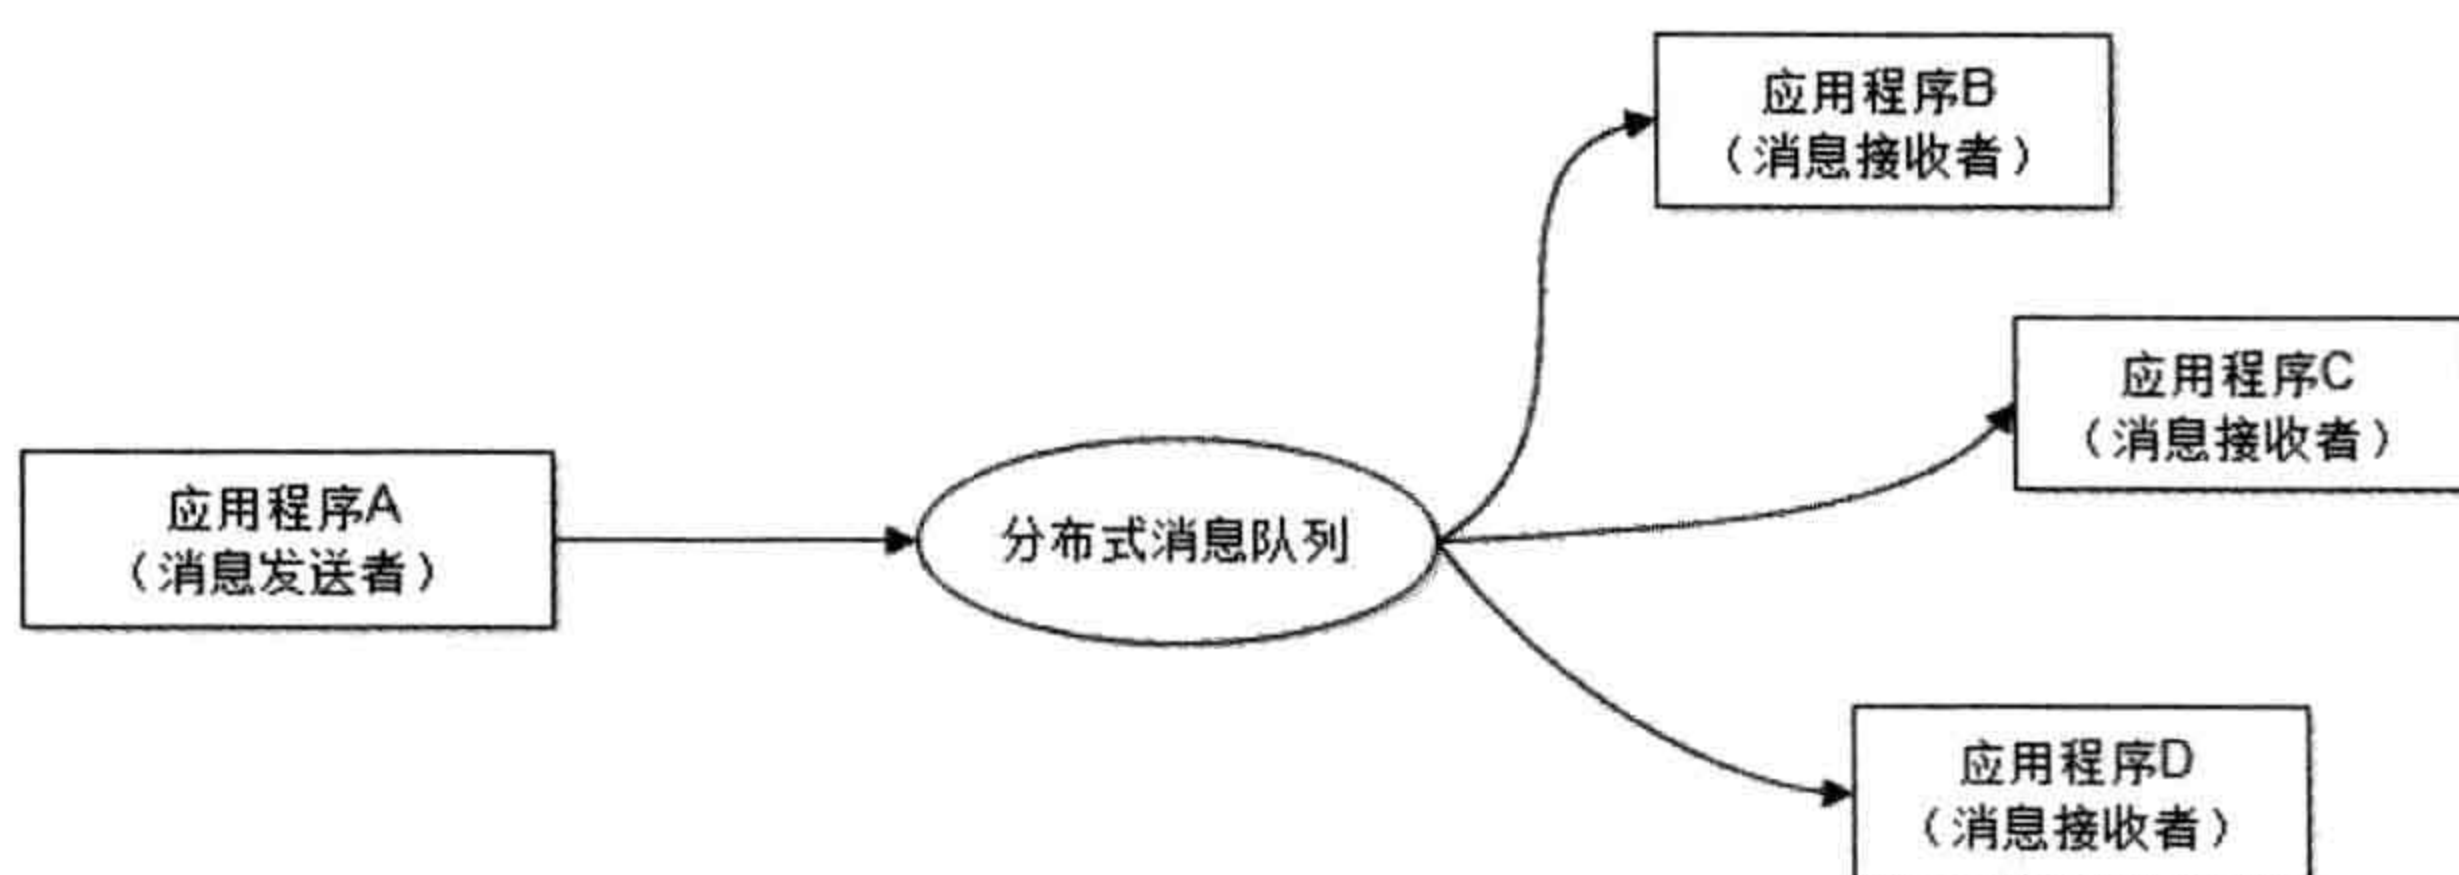 应用程序B
（消息接收者）
应用程序C
（消息接收者）
应用程序A
（消息发送者）
分布式消息队列
应用程序D
（消息接收者）